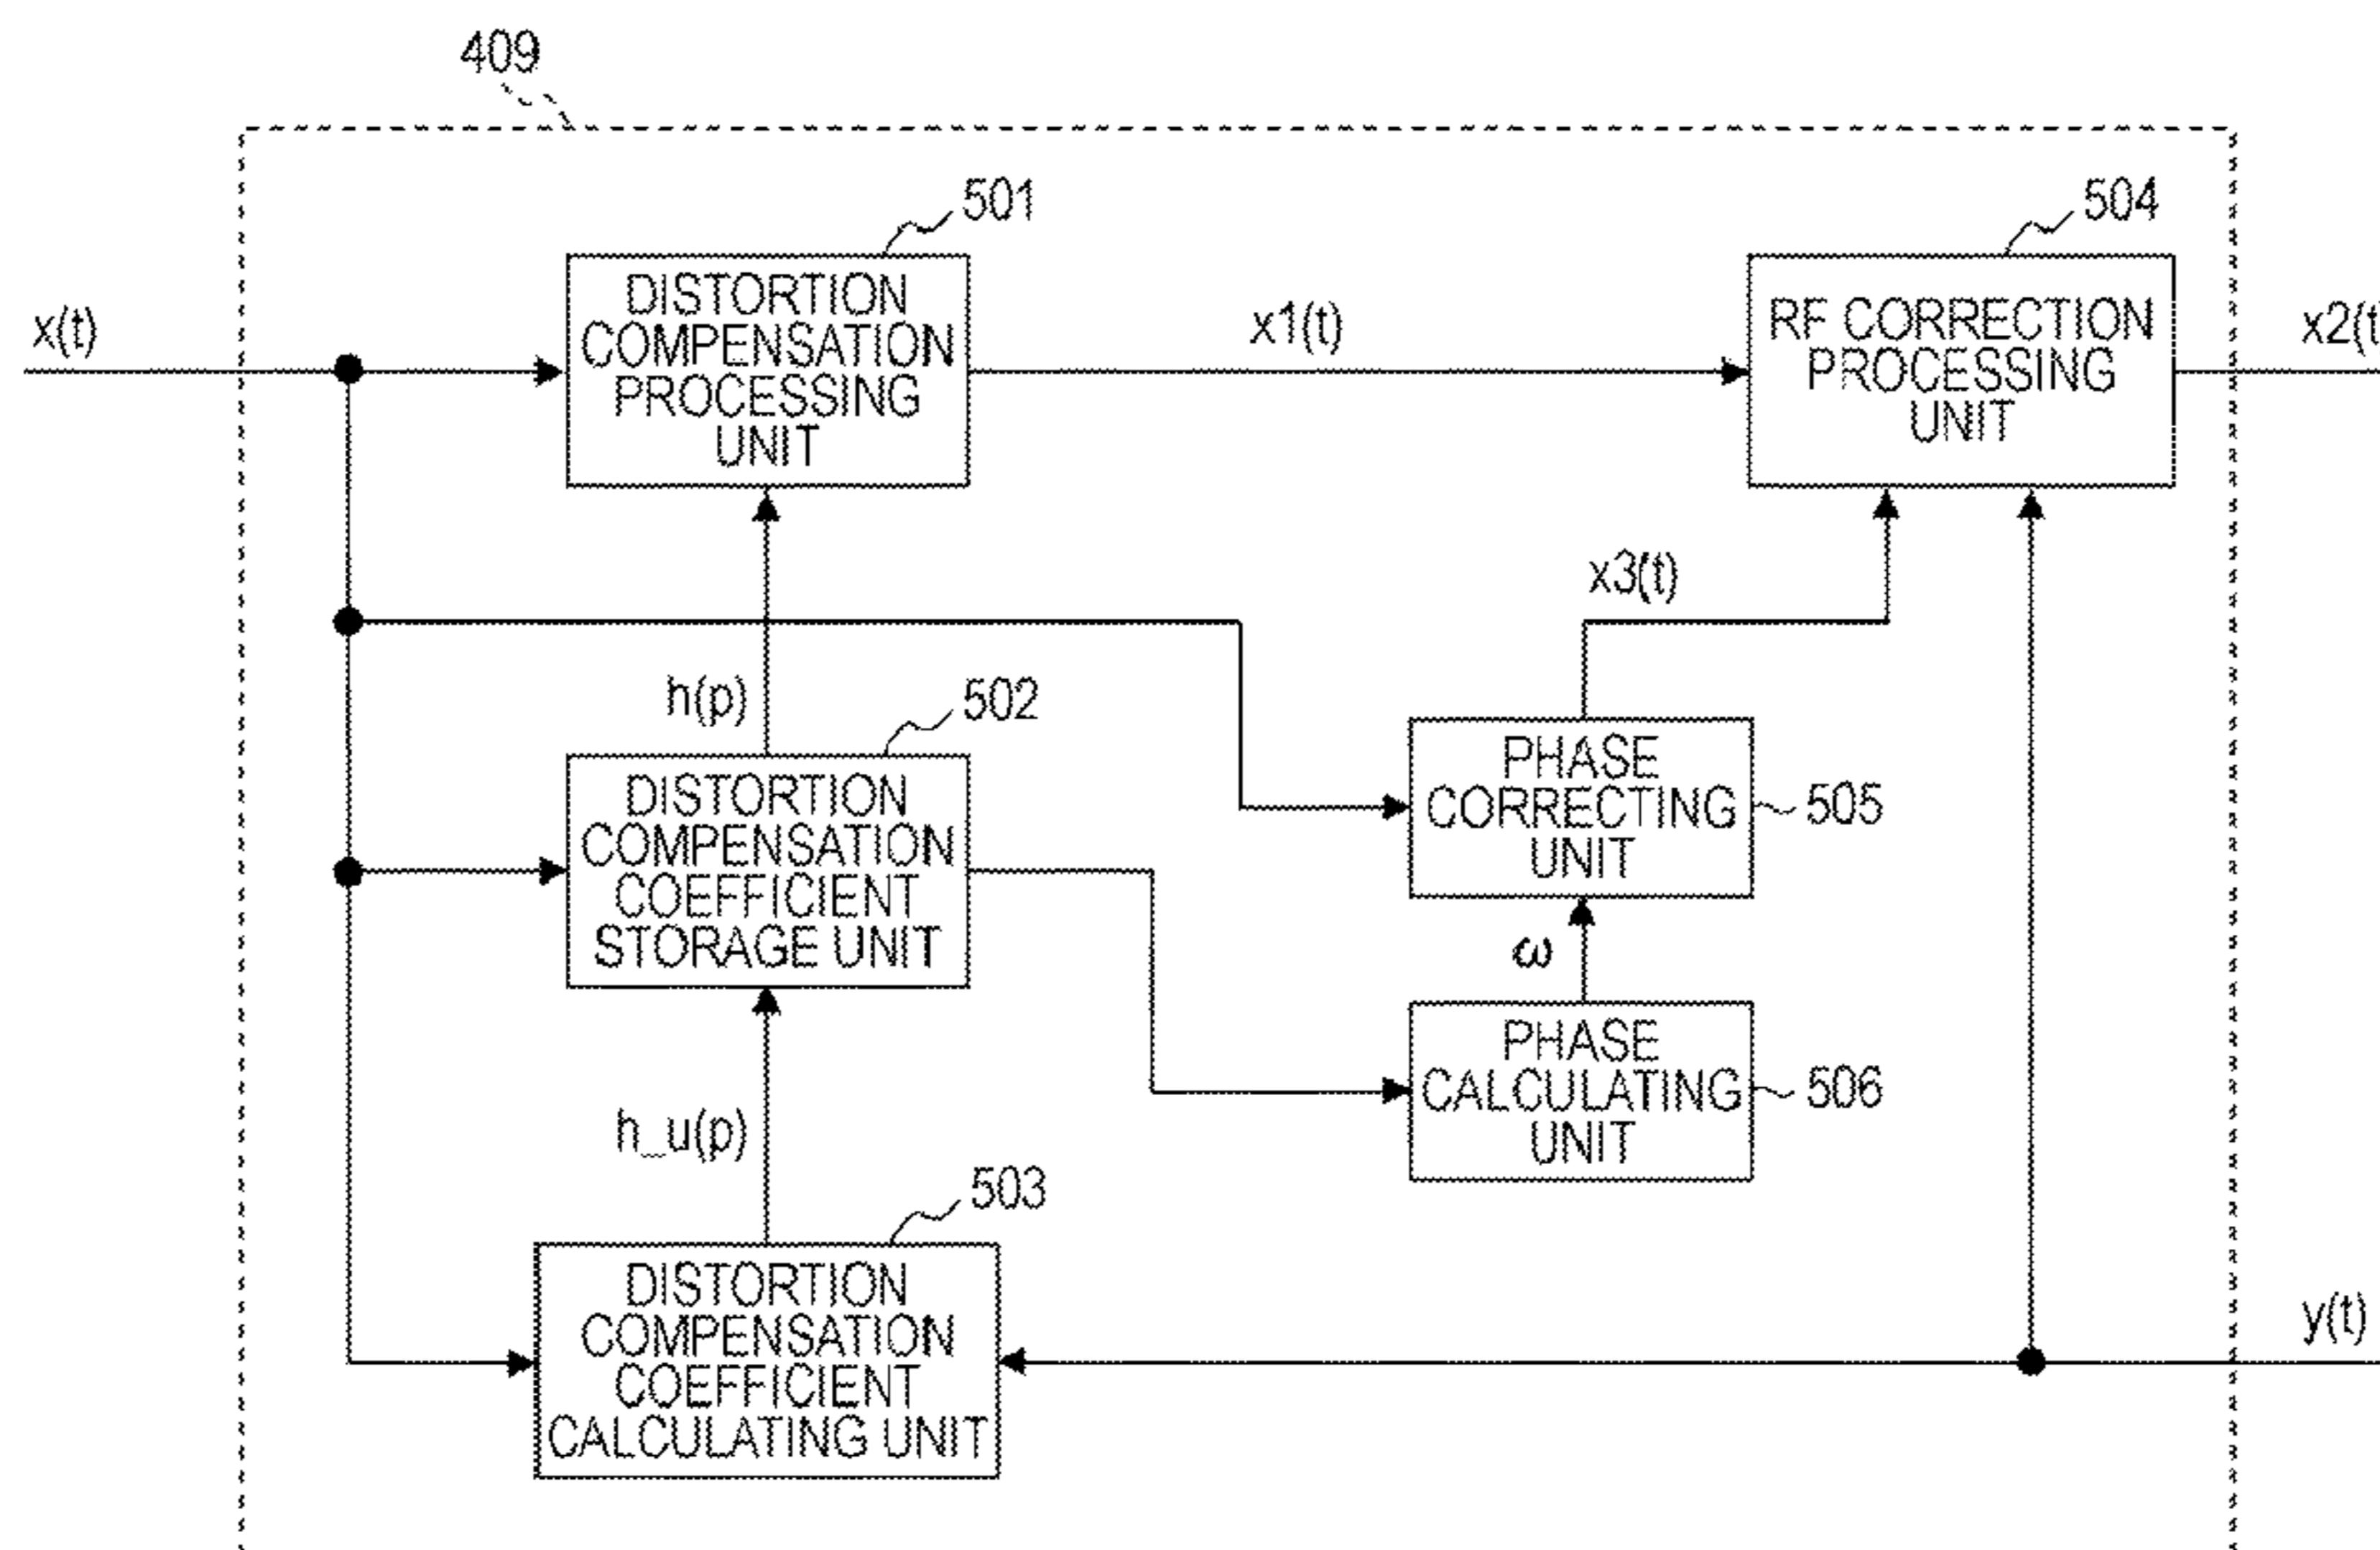 409
501
504
DISTORTION
COMPENSATION
PROCESSING
UNIT
RF CORRECTION
PROCESSING
UNIT
x(t)
x1(t)
x2(t
x3(t)
h(p)
502
DISTORTION
COMPENSATION
COEFFICIENT
STORAGE UNIT
PHASE
CORRECTING
UNIT
505
ω
PHASE
CALCULATING
UNIT
506
h_u(p)
503
DISTORTION
COMPENSATION
COEFFICIENT
CALCULATING UNIT
y(t)